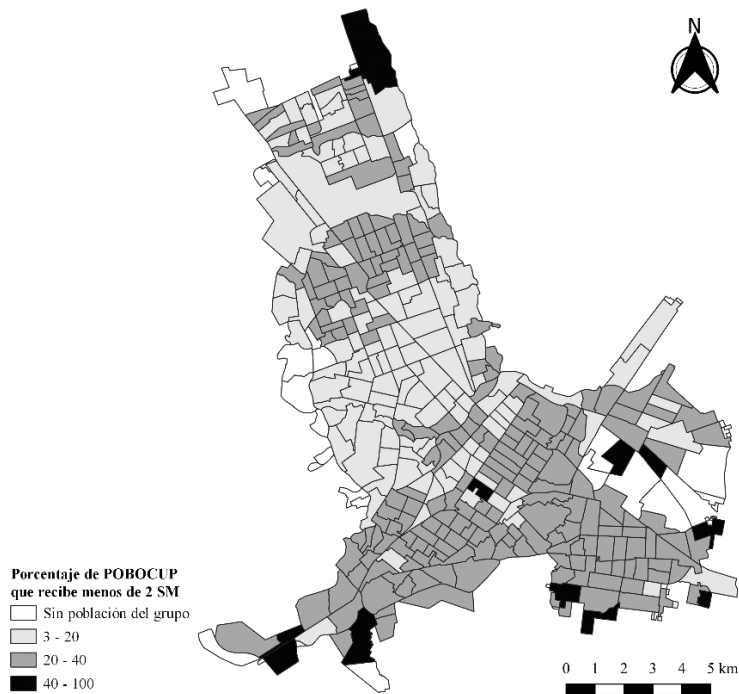 N
Porcentaje de POBOCUP
que recibe menos de 2 SM
Sin población del grupo
3 - 20
20 - 40
40 - 100
0 1 2 3 4 5 km